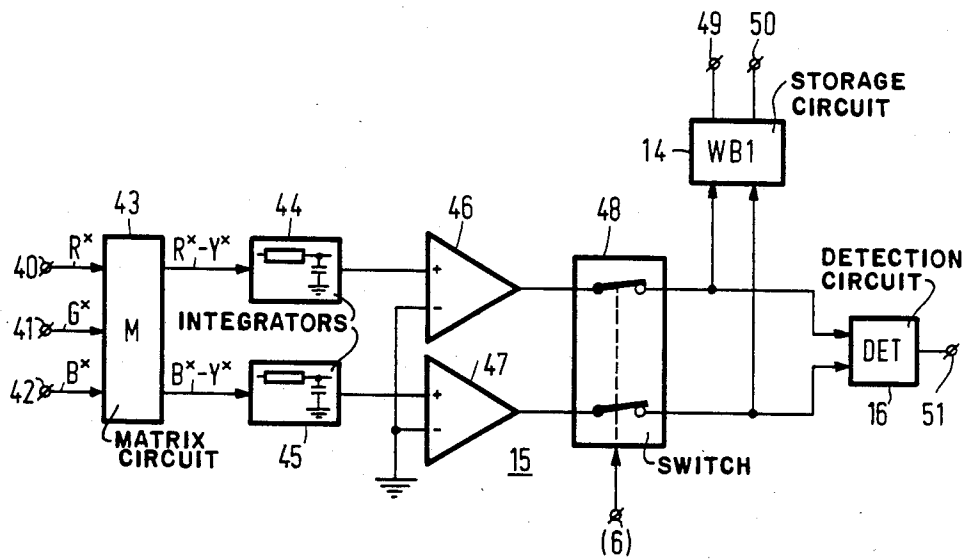 49 50
STORAGE
CIRCUIT
14 WB1
43 44 46 48
40 R× R×-Y× +
DETECTION
CIRCUIT
-
41 G× M INTEGRATORS
DET
42 B× B×-Y× 47 +
16 51
-
MATRIX
CIRCUIT
45 15 SWITCH
(6)